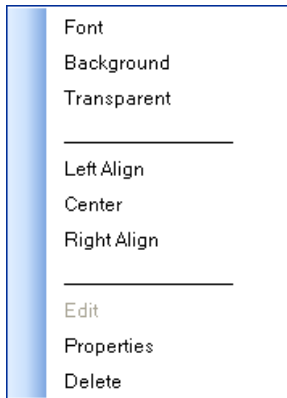 Font
Background
Transparent
Left Align
Center
Right Align
Edit
Properties
Delete